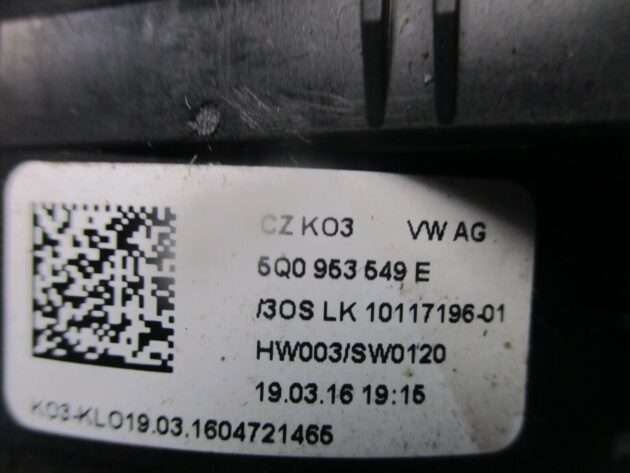 CZ K03 VW AG
5Q0 953 549 E
/3OS LK 10117196-01
HW003/SW0120
19.03.16 19:15
K03-KLO19.03.1604721465